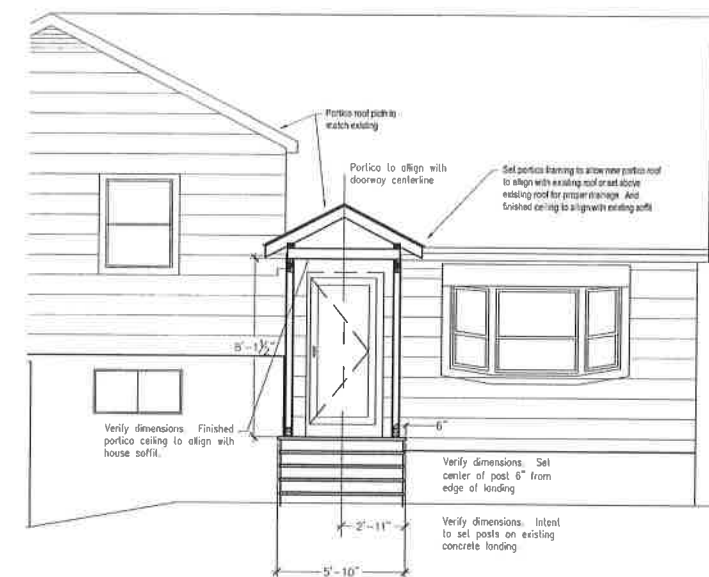 Portico roof pitch to
match existing
Portico to align with
doorway centerline
Set portico framing to allow new portico roof
to align with existing roof or set above
existing roof for proper drainage. And
finished ceiling to align with existing soffit
8'-1½"
Verify dimensions. Finished
portico ceiling to align with
house soffit.
6"
Verify dimensions. Set
center of post 6" from
edge of landing
2'-11"
Verify dimensions. Intent
to set posts on existing
concrete landing
5'-10"